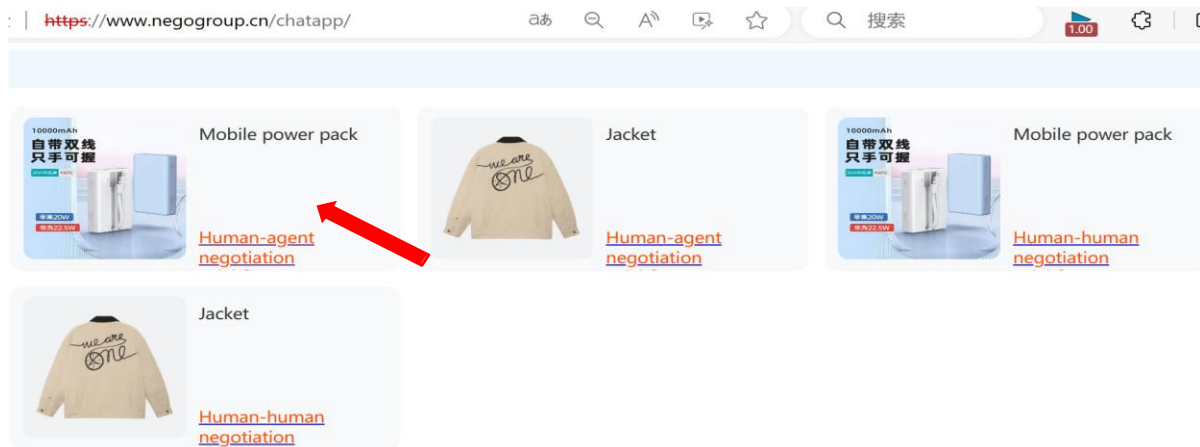 https://www.negogroup.cn/chatapp/
aあ
A
搜索
1.00
10000mAh
自带双线
只手可握
苹果20W
华为22.5W
Mobile power pack
Human-agent
negotiation
we are
One
Jacket
Human-agent
negotiation
10000mAh
自带双线
只手可握
苹果20W
华为22.5W
Mobile power pack
Human-human
negotiation
we are
One
Jacket
Human-human
negotiation